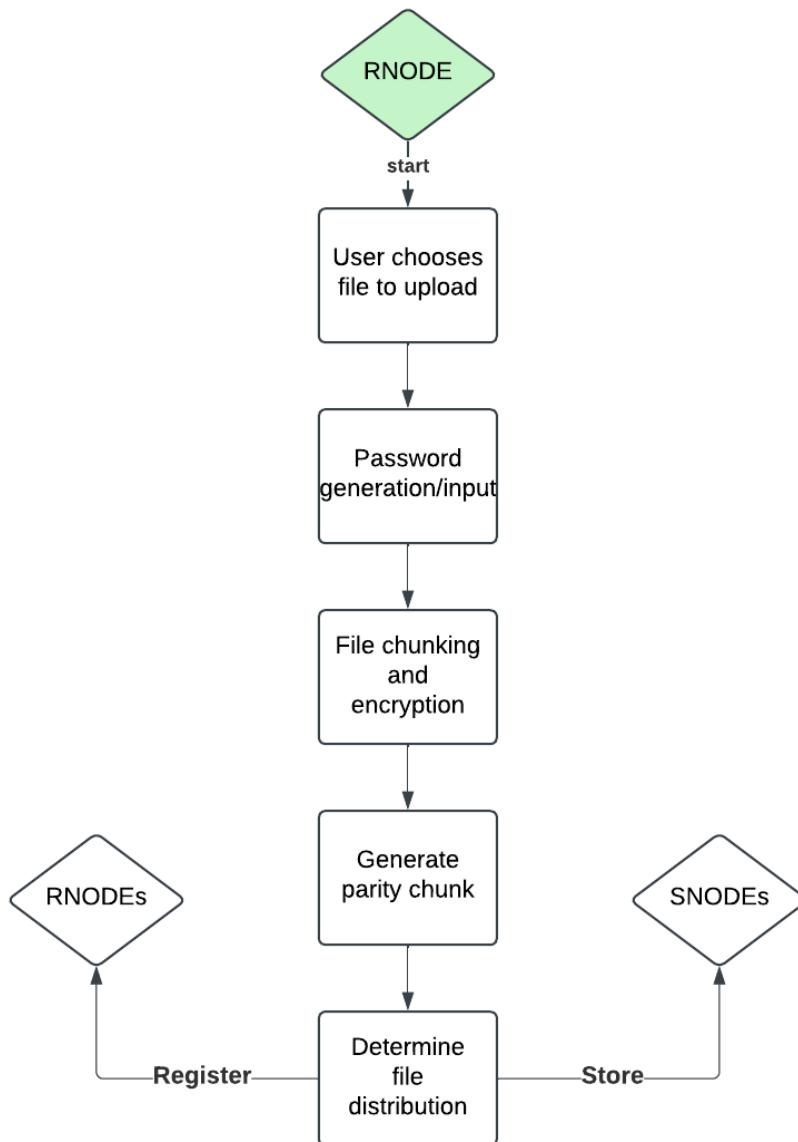 RNODE
start
User chooses
file to upload
Password
generation/input
File chunking
and
encryption
Generate
parity chunk
RNODEs
SNODEs
Determine
file
distribution
Register
Store